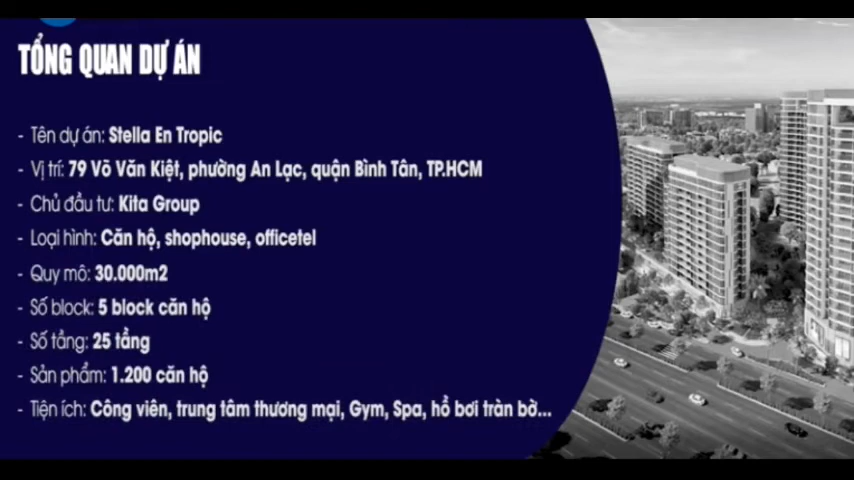 TỔNG QUAN DỰ ÁN
- Tên dự án: Stella En Tropic
- Vị trí: 79 Võ Văn Kiệt, phường An Lạc, quận Bình Tân, TP.HCM
- Chủ đầu tư: Kita Group
- Loại hình: Căn hộ, shophouse, officetel
- Quy mô: 30.000m2
- Số block: 5 block căn hộ
- Số tầng: 25 tầng
- Sản phẩm: 1.200 căn hộ
- Tiện ích: Công viên, trung tâm thương mại, Gym, Spa, hồ bơi tràn bờ...